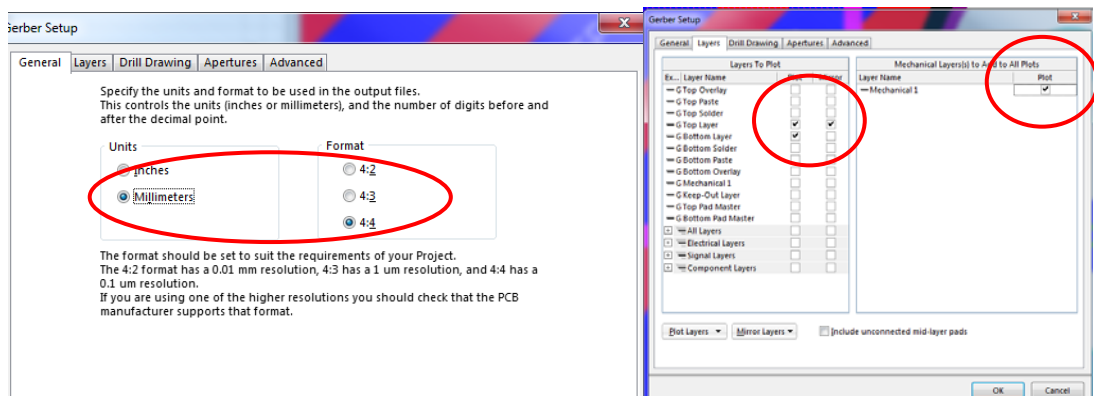 Gerber Setup
General Layers Drill Drawing Apertures Advanced
Specify the units and format to be used in the output files.
This controls the units (inches or millimeters), and the number of digits before and
after the decimal point.
Units
Inches
Millimeters
Format
4:2
4:3
4:4
The format should be set to suit the requirements of your Project.
The 4:2 format has a 0.01 mm resolution, 4:3 has a 1 um resolution, and 4:4 has a
0.1 um resolution.
If you are using one of the higher resolutions you should check that the PCB
manufacturer supports that format.
Gerber Setup
General Layers Drill Drawing Apertures Advanced
Layers To Plot
Ex... Layer Name Plot Mirror
G Top Overlay
G Top Paste
G Top Solder
G Top Layer
G Bottom Layer
G Bottom Solder
G Bottom Paste
G Bottom Overlay
G Mechanical 1
G Keep-Out Layer
G Top Pad Master
G Bottom Pad Master
All Layers
Electrical Layers
Signal Layers
Component Layers
Mechanical Layers(s) to Add to All Plots
Layer Name Plot
Mechanical 1
Plot Layers Mirror Layers Include unconnected mid-layer pads
OK Cancel